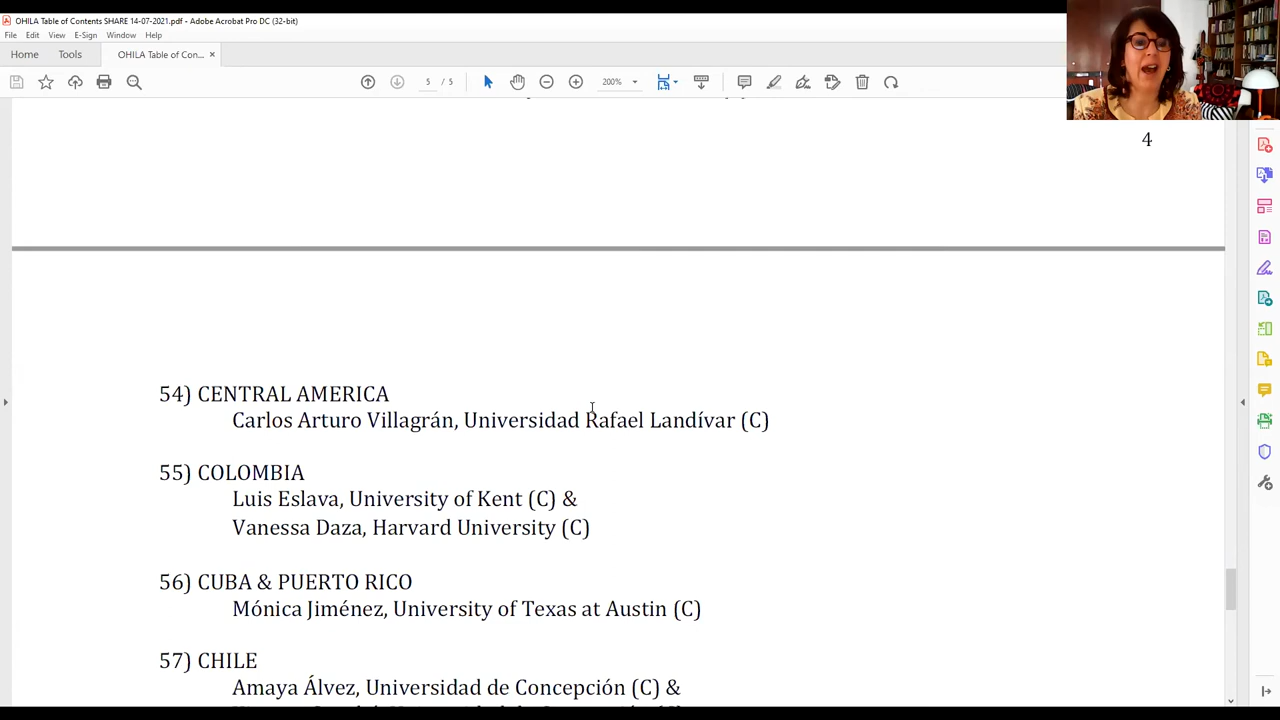 OHILA Table of Contents SHARE 14-07-2021.pdf - Adobe Acrobat Pro DC (32-bit)
File Edit View E-Sign Window Help
Home Tools OHILA Table of Con... ×
5 / 5 200%
4
54) CENTRAL AMERICA
Carlos Arturo Villagrán, Universidad Rafael Landívar (C)
55) COLOMBIA
Luis Eslava, University of Kent (C) &
Vanessa Daza, Harvard University (C)
56) CUBA & PUERTO RICO
Mónica Jiménez, University of Texas at Austin (C)
57) CHILE
Amaya Álvez, Universidad de Concepción (C) &